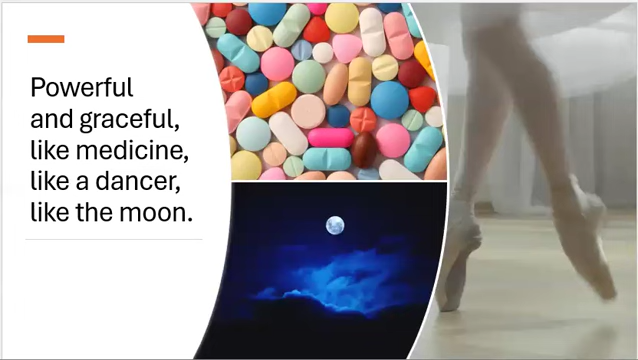 Powerful
and graceful,
like medicine,
like a dancer,
like the moon.